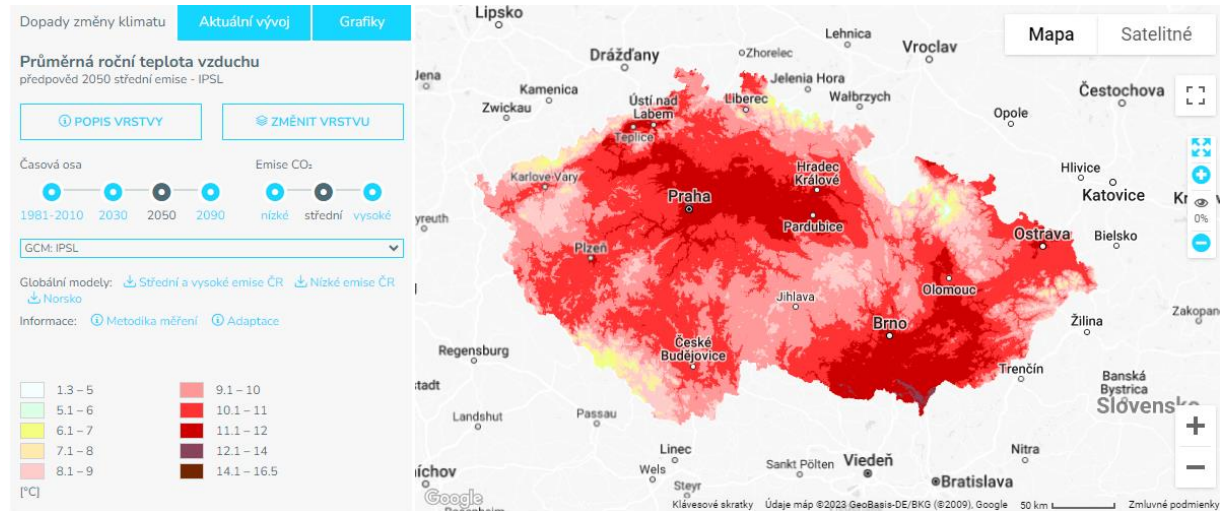 Dopady změny klimatu
Aktuální vývoj
Grafiky
Průměrná roční teplota vzduchu
předpověd 2050 střední emise - IPSL
POPIS VRSTVY
ZMĚNIT VRSTVU
Časová osa
Emise CO₂
1981-2010 2030 2050 2090
nízké střední vysoké
GCM: IPSL
Globální modely: Střední a vysoké emise ČR Nízké emise ČR
Norsko
Informace: Metodika měření Adaptace
1.3 – 5
5.1 – 6
6.1 – 7
7.1 – 8
8.1 – 9
[°C]
9.1 – 10
10.1 – 11
11.1 – 12
12.1 – 14
14.1 – 16.5
Mapa
Satelitné
0%
Lipsko
Lehnica
Drážďany
Zhorelec
Vroclav
Jena
Kamenica
Jelenia Hora
Częstochova
Zwickau
Ústí nad
Labem
Liberec
Wałbrzych
Opole
Teplice
Karlove Vary
Hradec
Králové
Hlivice
Katovice
Praha
Pardubice
Plzeň
Ostrava
Bielsko
Olomouc
Jihlava
Brno
Žilina
Zakopan
České
Budějovice
Regensburg
Trenčín
Banská
Bystrica
Slovensk
Landshut
Passau
Linec
Wels
Steyr
Sankt Pölten
Viedeň
Nitra
Bratislava
Google
Klávesové skratky
Údaje máp ©2023 GeoBasis-DE/BKG (©2009), Google
50 km
Zmluvné podmienky